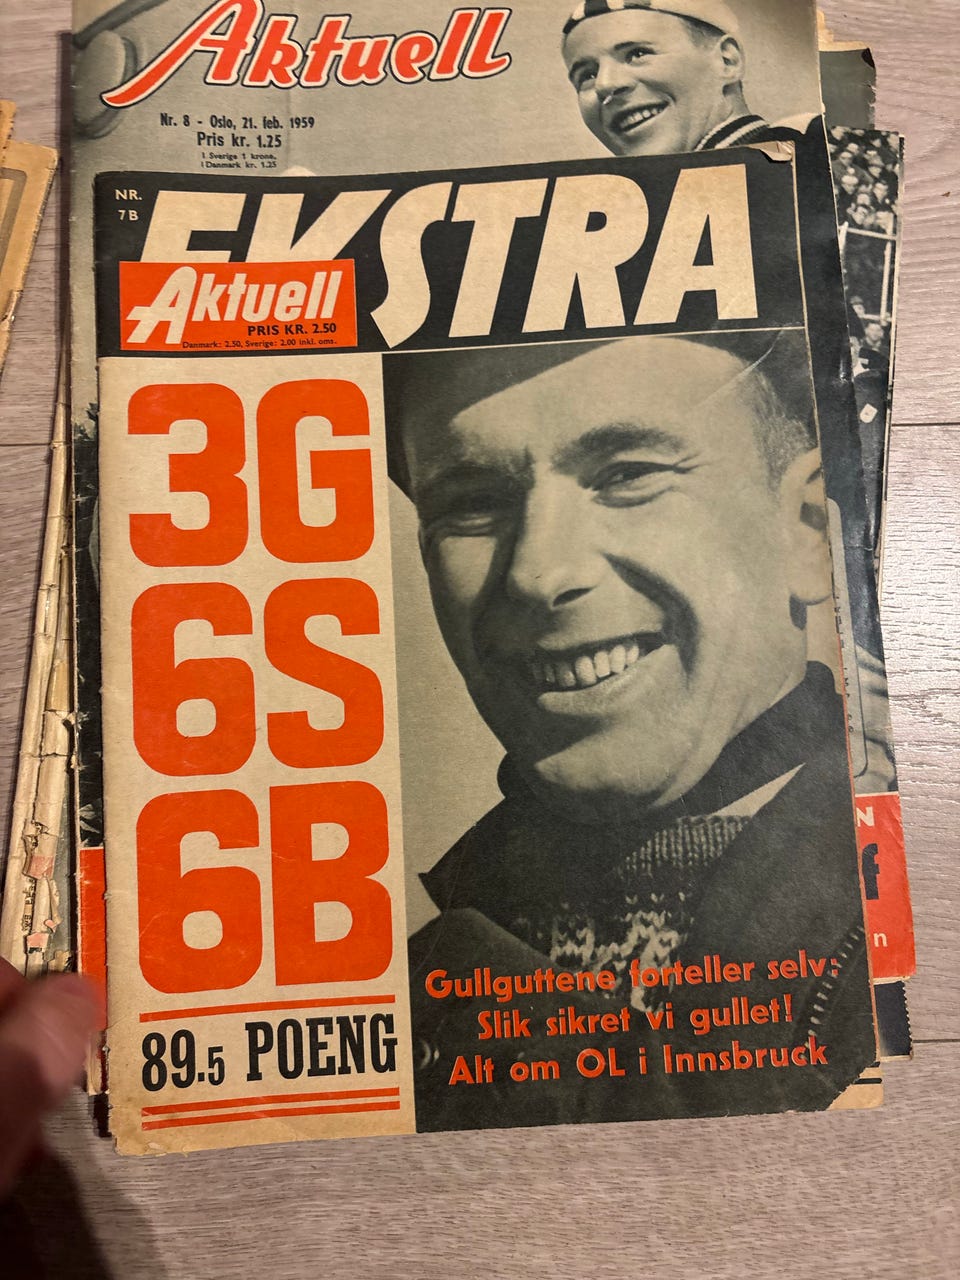 Aktuell
Nr. 8 - Oslo, 21. feb. 1959
Pris kr. 1.25
I Sverige 1 krone.
I Danmark kr. 1.25
NR.
7 B
EKSTRA
Aktuell
PRIS KR. 2.50
Danmark: 2.50, Sverige: 2.00 inkl. oms.
3G
6S
6B
89.5 POENG
Gullguttene forteller selv:
Slik sikret vi gullet!
Alt om OL i Innsbruck
N
f
n